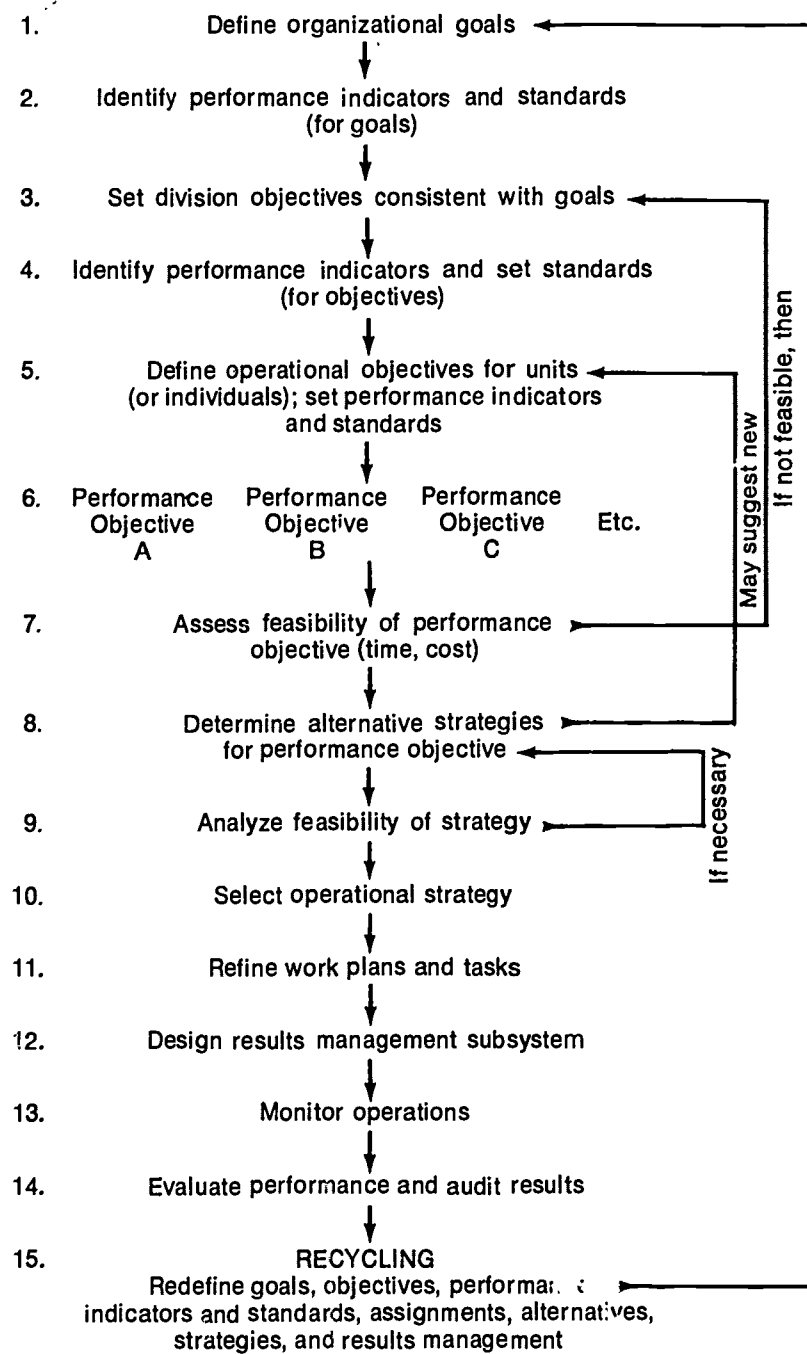 1. Define organizational goals
2. Identify performance indicators and standards
(for goals)
3. Set division objectives consistent with goals
4. Identify performance indicators and set standards
(for objectives)
5. Define operational objectives for units
(or individuals); set performance indicators
and standards
6. Performance Performance Performance
Objective Objective Objective Etc.
A B C
7. Assess feasibility of performance
objective (time, cost)
8. Determine alternative strategies
for performance objective
9. Analyze feasibility of strategy
10. Select operational strategy
11. Refine work plans and tasks
12. Design results management subsystem
13. Monitor operations
14. Evaluate performance and audit results
15. RECYCLING
Redefine goals, objectives,
indicators and standards, assignments, alternatives,
strategies, and results management
If not feasible, then
May suggest new
If necessary